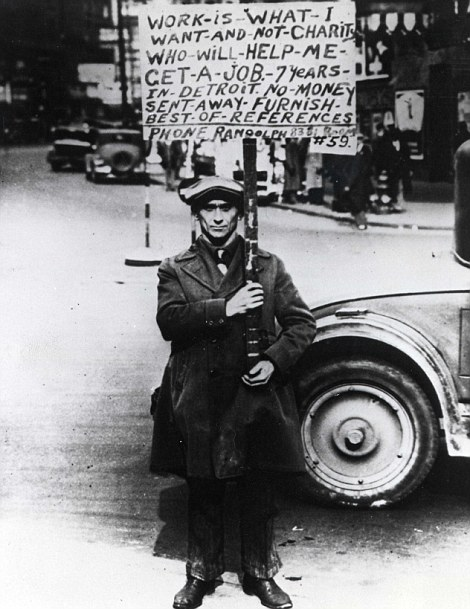 WORK-IS-WHAT-I
WANT-AND-NOT-CHARITY
WHO-WILL-HELP-ME-
GET-A-JOB-7 YEARS-
IN-DETROIT. NO-MONEY
SENT-AWAY-FURNISH-
BEST-OF-REFERENCES
PHONE RANDOLPH 8381 ROOM
#59.